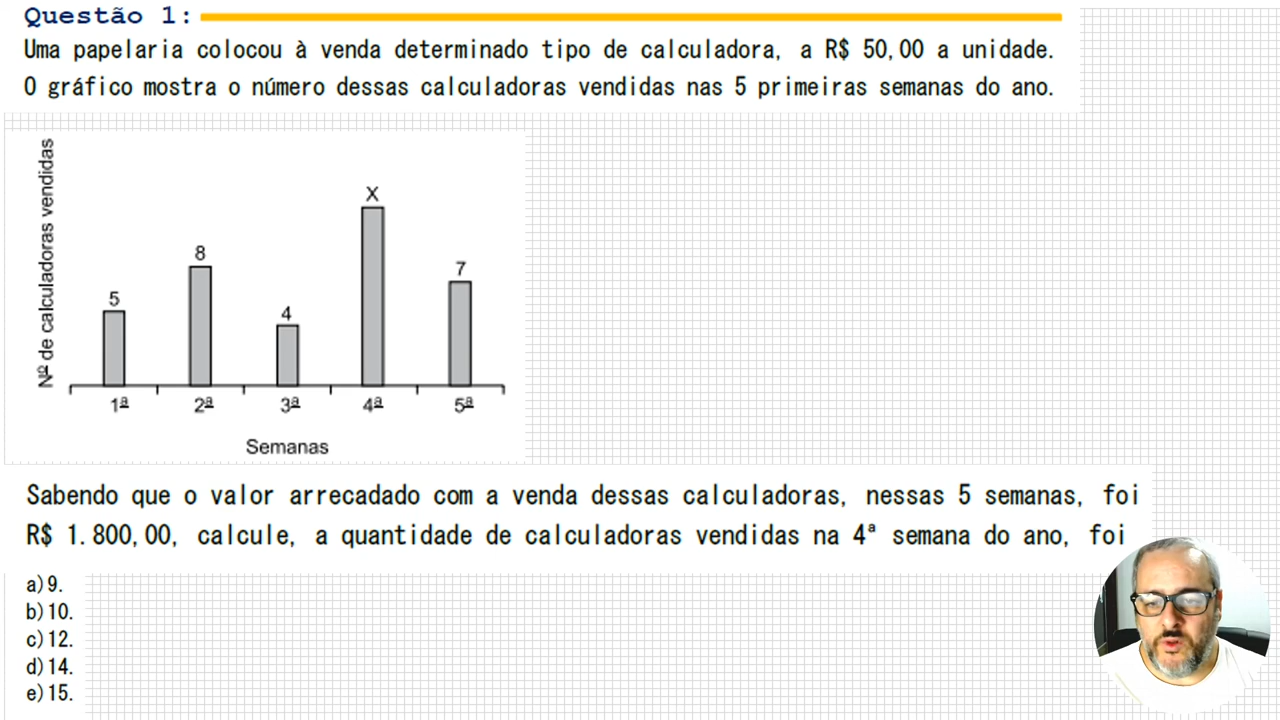 Questão 1:
Uma papelaria colocou à venda determinado tipo de calculadora, a R$ 50,00 a unidade.
O gráfico mostra o número dessas calculadoras vendidas nas 5 primeiras semanas do ano.
Nº de calculadoras vendidas
X
8
7
5
4
1ª 2ª 3ª 4ª 5ª
Semanas
Sabendo que o valor arrecadado com a venda dessas calculadoras, nessas 5 semanas, foi
R$ 1.800,00, calcule, a quantidade de calculadoras vendidas na 4ª semana do ano, foi
a)9.
b)10.
c)12.
d)14.
e)15.